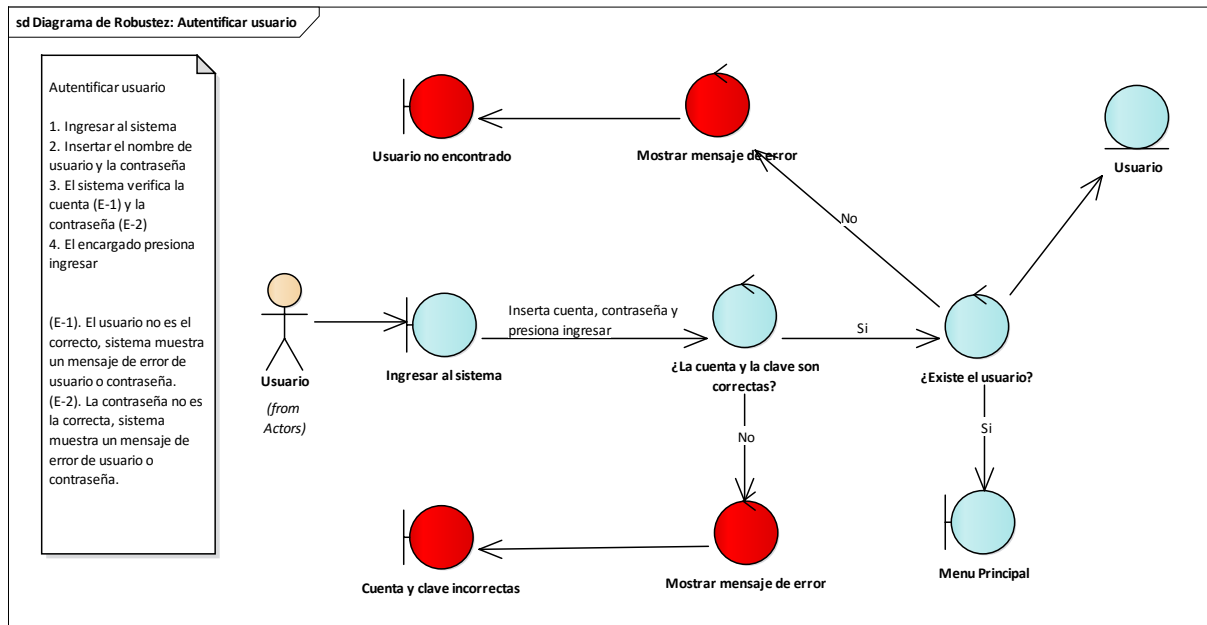 sd Diagrama de Robustez: Autentificar usuario
Autentificar usuario
1. Ingresar al sistema
2. Insertar el nombre de
usuario y la contraseña
3. El sistema verifica la
cuenta (E-1) y la
contraseña (E-2)
4. El encargado presiona
ingresar
(E-1). El usuario no es el
correcto, sistema muestra
un mensaje de error de
usuario o contraseña.
(E-2). La contraseña no es
la correcta, sistema
muestra un mensaje de
error de usuario o
contraseña.
Usuario no encontrado
Mostrar mensaje de error
Usuario
No
Usuario
(from
Actors)
Ingresar al sistema
Inserta cuenta, contraseña y
presiona ingresar
¿La cuenta y la clave son
correctas?
Si
¿Existe el usuario?
No
Si
Cuenta y clave incorrectas
Mostrar mensaje de error
Menu Principal